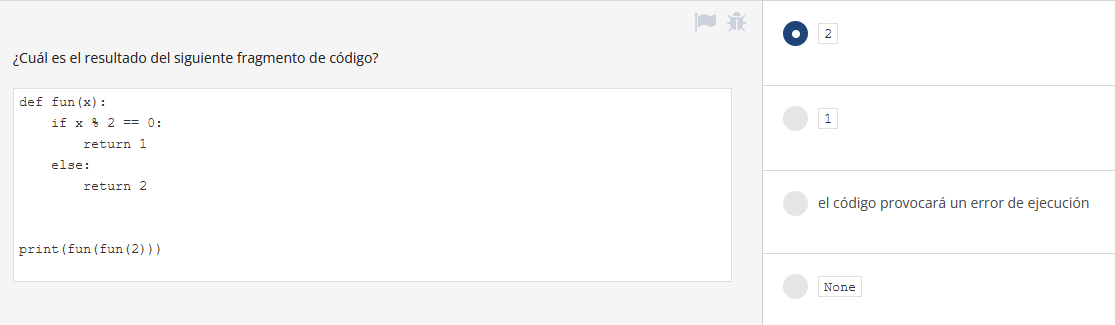 ¿Cuál es el resultado del siguiente fragmento de código?
def fun(x):
    if x % 2 == 0:
        return 1
    else:
        return 2
print(fun(fun(2)))
2
1
el código provocará un error de ejecución
None